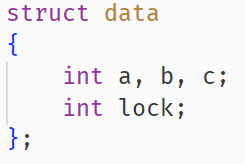 struct data
{
    int a, b, c;
    int lock;
};